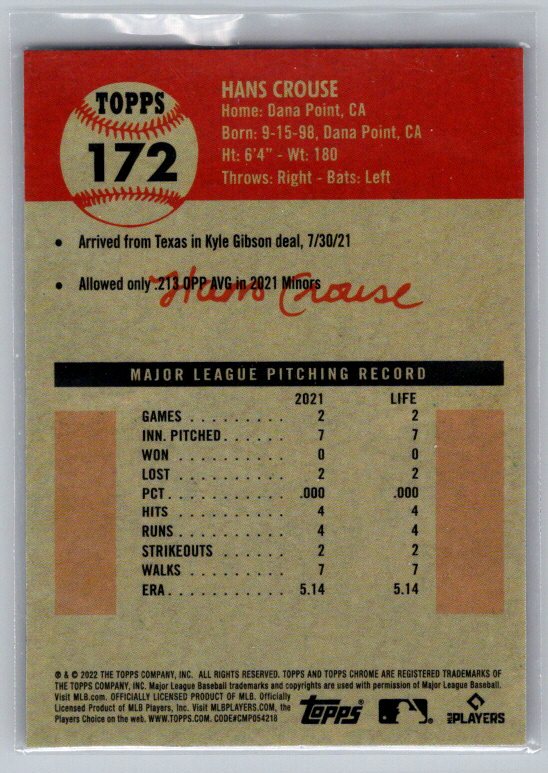 TOPPS
172
HANS CROUSE
Home: Dana Point, CA
Born: 9-15-98, Dana Point, CA
Ht: 6'4" - Wt: 180
Throws: Right - Bats: Left
• Arrived from Texas in Kyle Gibson deal, 7/30/21
• Allowed only .213 OPP AVG in 2021 Minors
Hans Crouse
MAJOR LEAGUE PITCHING RECORD
2021 LIFE
GAMES . . . . . . . . . 2 2
INN. PITCHED . . . . . . 7 7
WON . . . . . . . . . 0 0
LOST . . . . . . . . . 2 2
PCT. . . . . . . . . . .000 .000
HITS . . . . . . . . . 4 4
RUNS . . . . . . . . . 4 4
STRIKEOUTS . . . . . . . 2 2
WALKS . . . . . . . . . 7 7
ERA . . . . . . . . . . 5.14 5.14
® & © 2022 THE TOPPS COMPANY, INC. ALL RIGHTS RESERVED. TOPPS AND TOPPS CHROME ARE REGISTERED TRADEMARKS OF
THE TOPPS COMPANY, INC. Major League Baseball trademarks and copyrights are used with permission of Major League Baseball.
Visit MLB.com. OFFICIALLY LICENSED PRODUCT OF MLB. Officially
Licensed Product of MLB Players, Inc. Visit MLBPLAYERS.COM, the
Players Choice on the web. WWW.TOPPS.COM. CODE#CMP054218
Topps
MLB PLAYERS